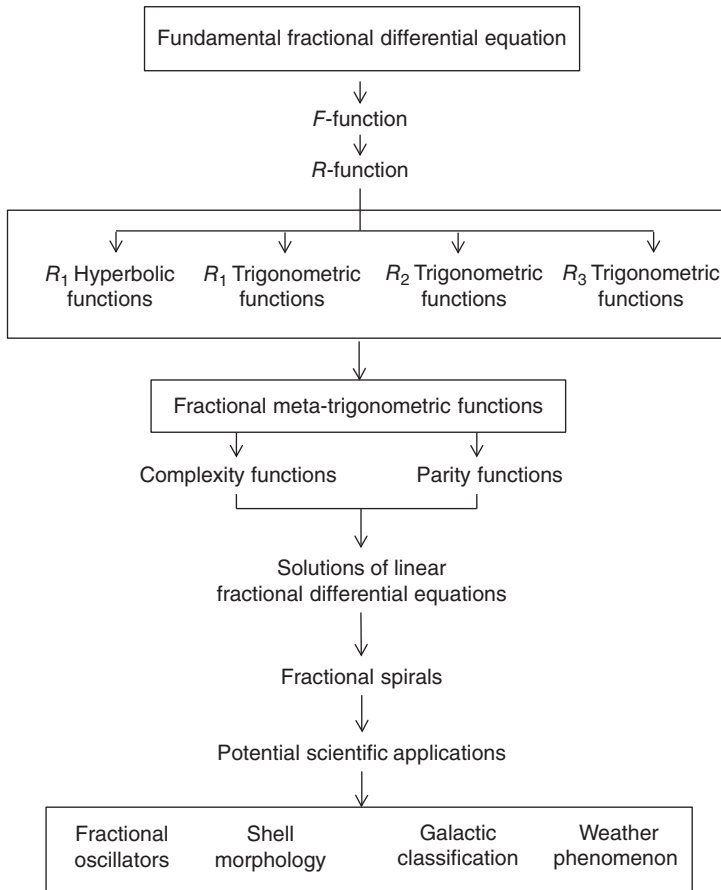 Fundamental fractional differential equation
F-function
R-function
R1 Hyperbolic functions
R1 Trigonometric functions
R2 Trigonometric functions
R3 Trigonometric functions
Fractional meta-trigonometric functions
Complexity functions
Parity functions
Solutions of linear
fractional differential equations
Fractional spirals
Potential scientific applications
Fractional oscillators
Shell morphology
Galactic classification
Weather phenomenon